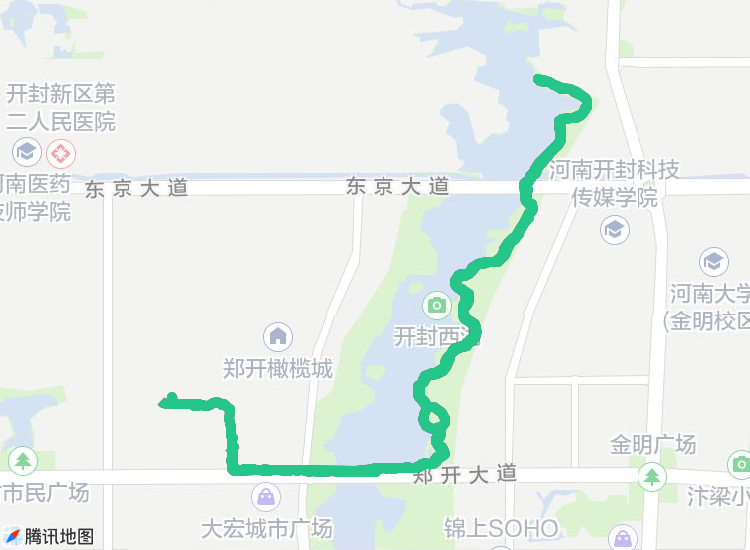 开封新区第
二人民医院
河南医药
技师学院
东京大道
东京大道
河南开封科技
传媒学院
河南大学
(金明校区
开封西湖
郑开橄榄城
金明广场
市民广场
郑开大道
汴梁小
大宏城市广场
锦上SOHO
腾讯地图